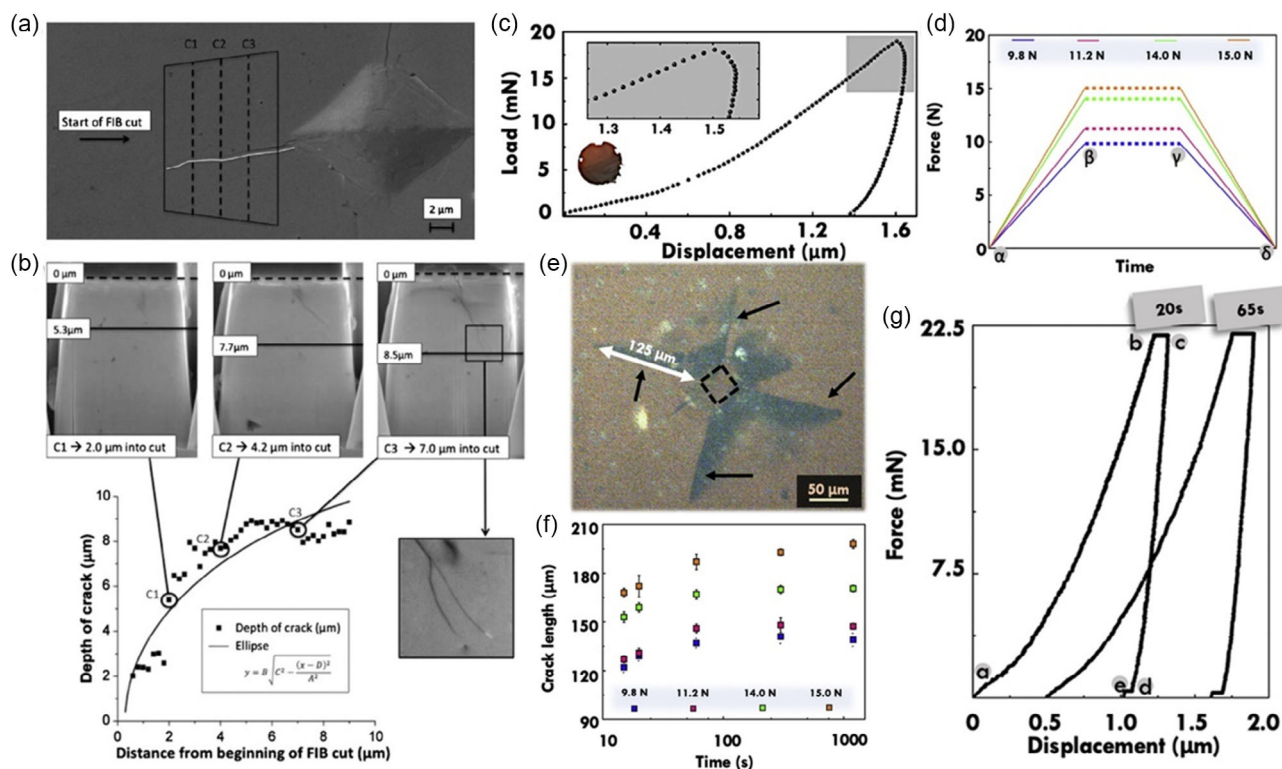 (a)
C1 C2 C3
Start of FIB cut
2 µm
(b)
0 µm
5.3µm
C1 → 2.0 µm into cut
0 µm
7.7µm
C2 → 4.2 µm into cut
0 µm
8.5µm
C3 → 7.0 µm into cut
Depth of crack (µm)
10
8
6
4
2
0
C1
C2
C3
Depth of crack (µm)
Ellipse
y = B√C² − (x − D)²/A²
0 2 4 6 8 10
Distance from beginning of FIB cut (µm)
(c)
Load (mN)
20
15
10
5
0
1.3 1.4 1.5
0.4 0.8 1.2 1.6
Displacement (µm)
(d)
9.8 N 11.2 N 14.0 N 15.0 N
Force (N)
20
15
10
5
0
α β γ δ
Time
(e)
125 µm
50 µm
(f)
Crack length (µm)
210
180
150
120
90
9.8 N 11.2 N 14.0 N 15.0 N
10 100 1000
Time (s)
(g)
20s 65s
Force (mN)
22.5
15.0
7.5
a b c d e
0.0 0.5 1.0 1.5 2.0
Displacement (µm)